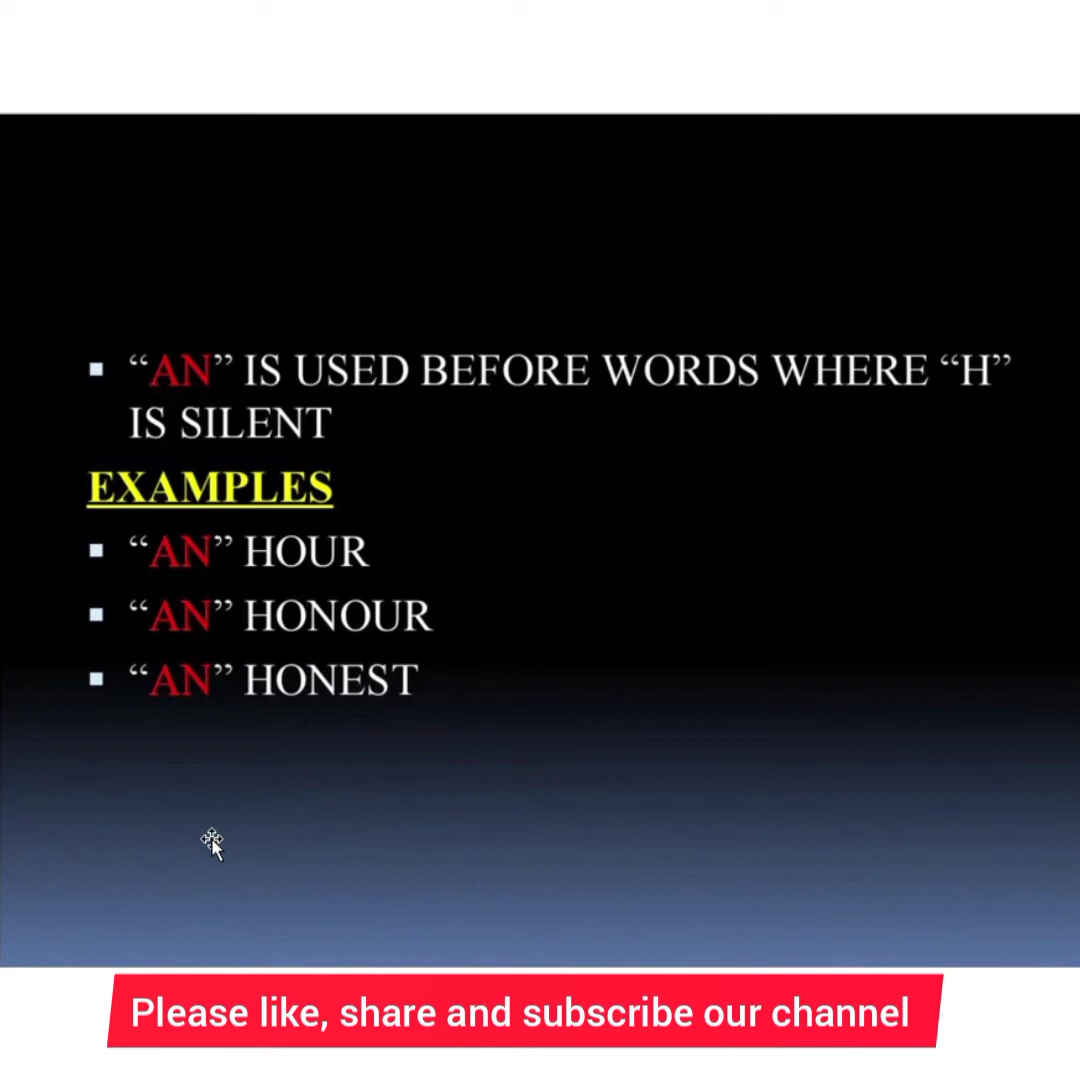 “AN” IS USED BEFORE WORDS WHERE “H”
IS SILENT
EXAMPLES
“AN” HOUR
“AN” HONOUR
“AN” HONEST
Please like, share and subscribe our channel